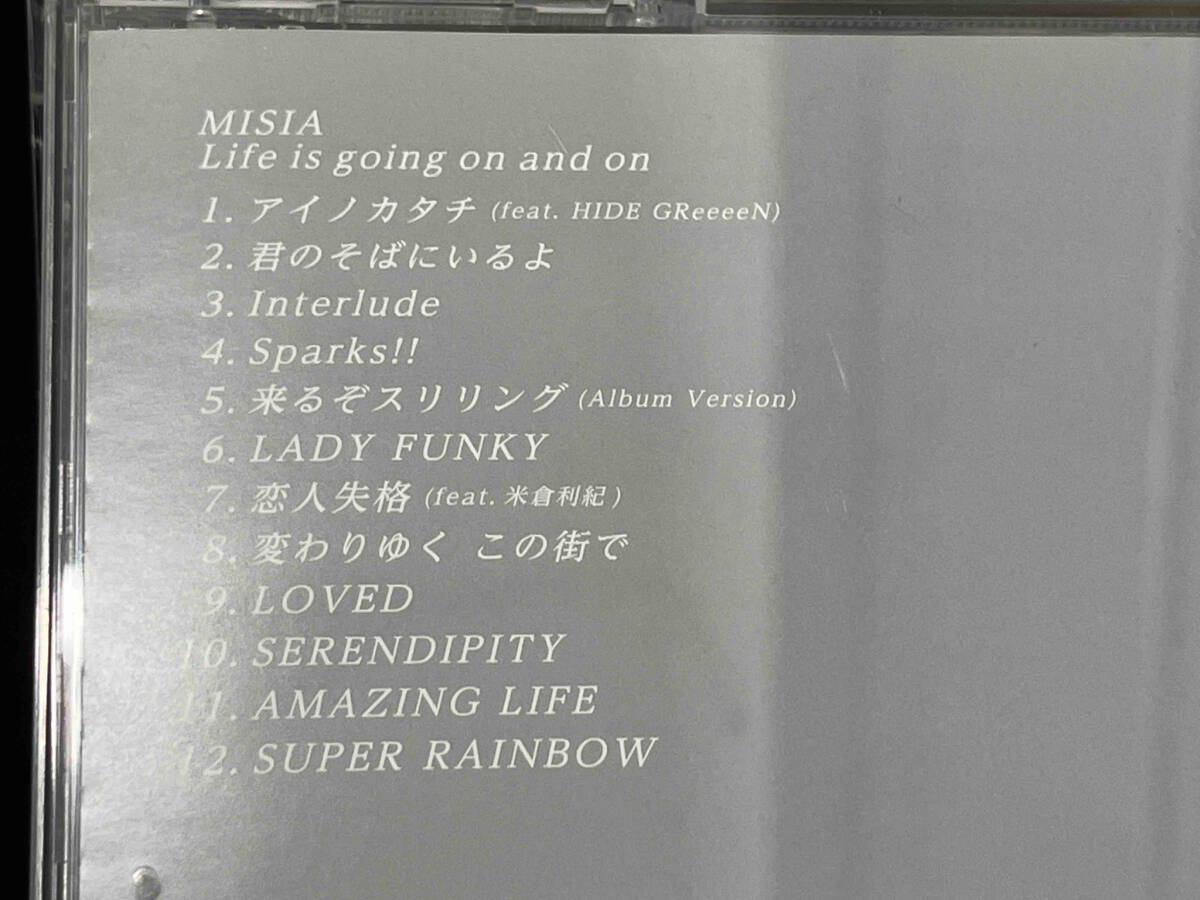 MISIA
Life is going on and on
1. アイノカタチ (feat. HIDE GReeeeN)
2. 君のそばにいるよ
3. Interlude
4. Sparks!!
5. 来るぞスリリング (Album Version)
6. LADY FUNKY
7. 恋人失格 (feat. 米倉利紀)
8. 変わりゆく この街で
9. LOVED
10. SERENDIPITY
11. AMAZING LIFE
12. SUPER RAINBOW